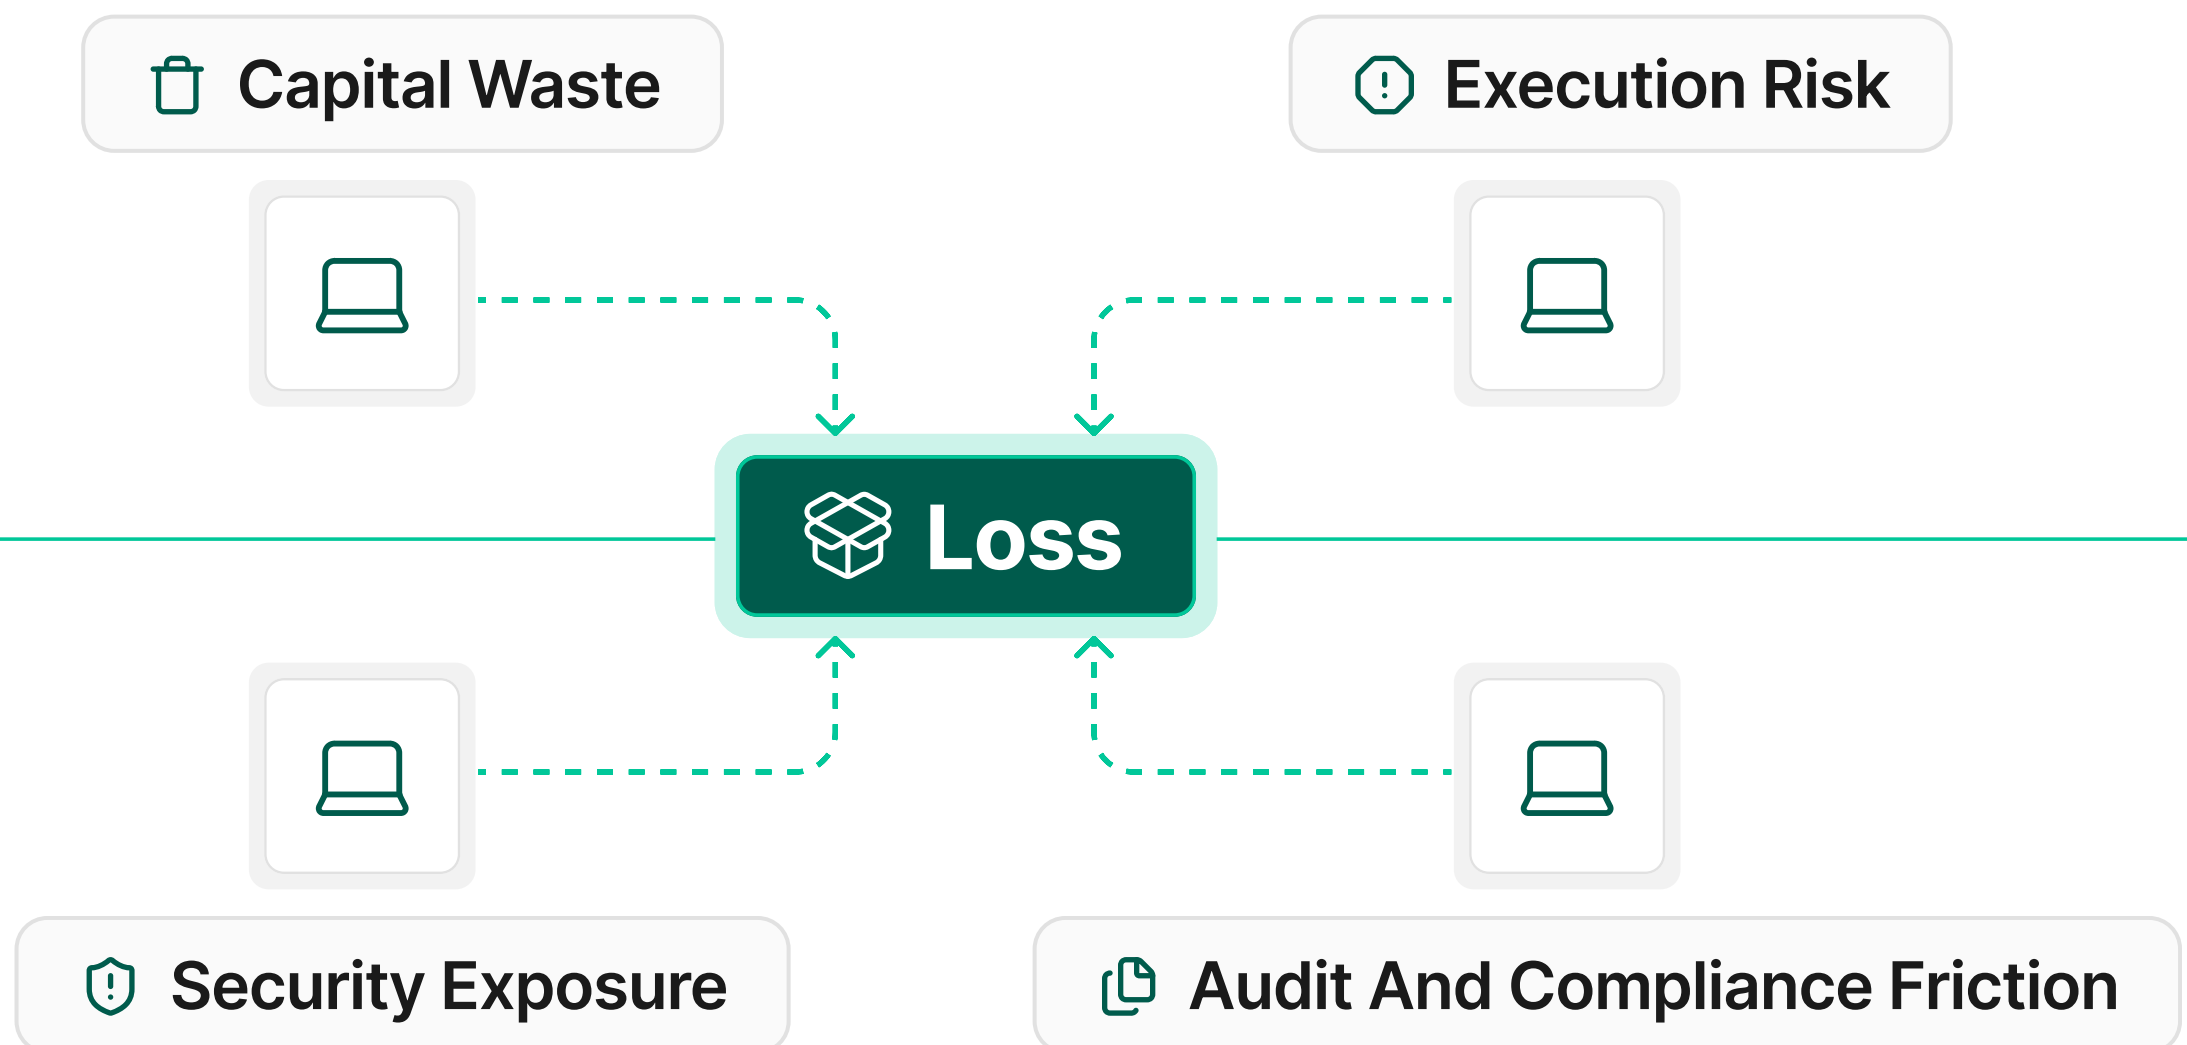 Capital Waste
Execution Risk
Loss
Security Exposure
Audit And Compliance Friction